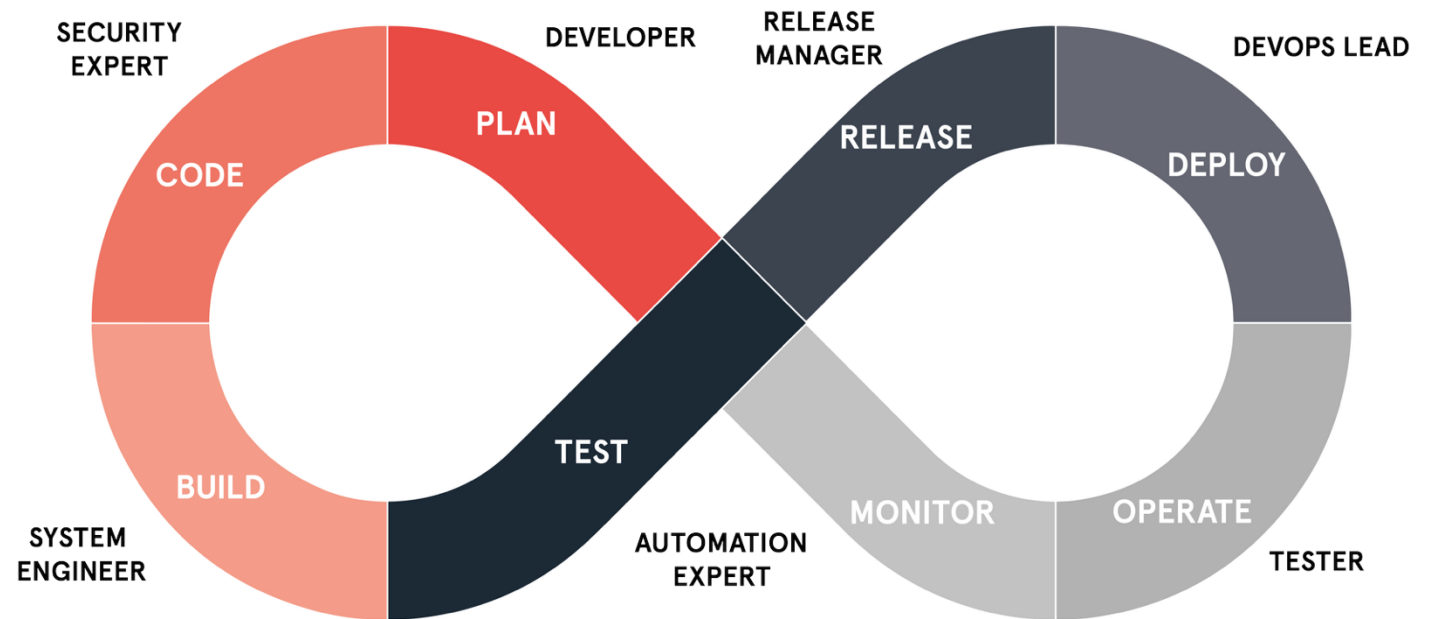 SECURITY
EXPERT
DEVELOPER
RELEASE
MANAGER
DEVOPS LEAD
PLAN
RELEASE
CODE
DEPLOY
BUILD
TEST
MONITOR
OPERATE
SYSTEM
ENGINEER
AUTOMATION
EXPERT
TESTER